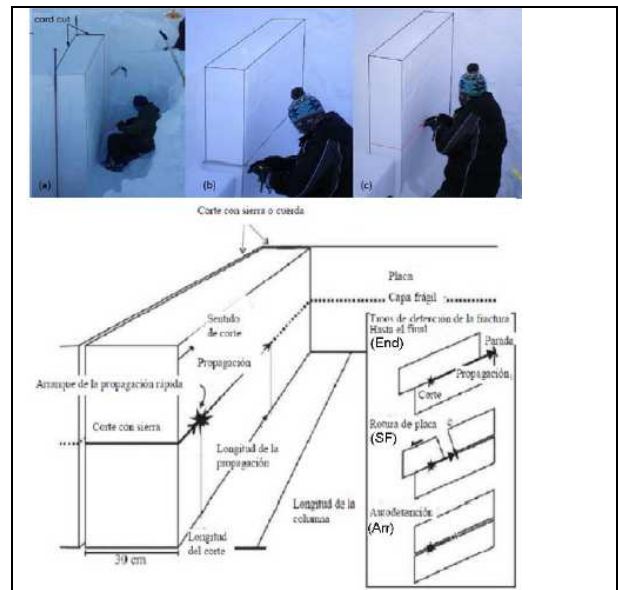 cord cut
(a)
(b)
(c)
Corte con sierra o cuerda
Placa
Capa frágil
Sentido
de corte
Propagación
Arranque de la propagación rápida
Corte con sierra
Longitud de la
propagación
Longitud de la
columna
Longitud
del corte
30 cm
Tipos de detención de la fractura
Hasta el final
(End)
Parada
Propagación
Corte
Rotura de placa
(SF)
Autodetención
(Arr)